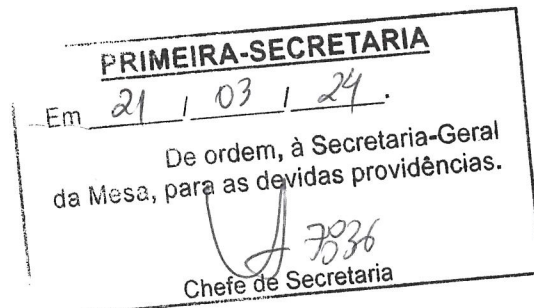 PRIMEIRA-SECRETARIA
Em 21 / 03 / 24.
De ordem, à Secretaria-Geral
da Mesa, para as devidas providências.
7036
Chefe de Secretaria